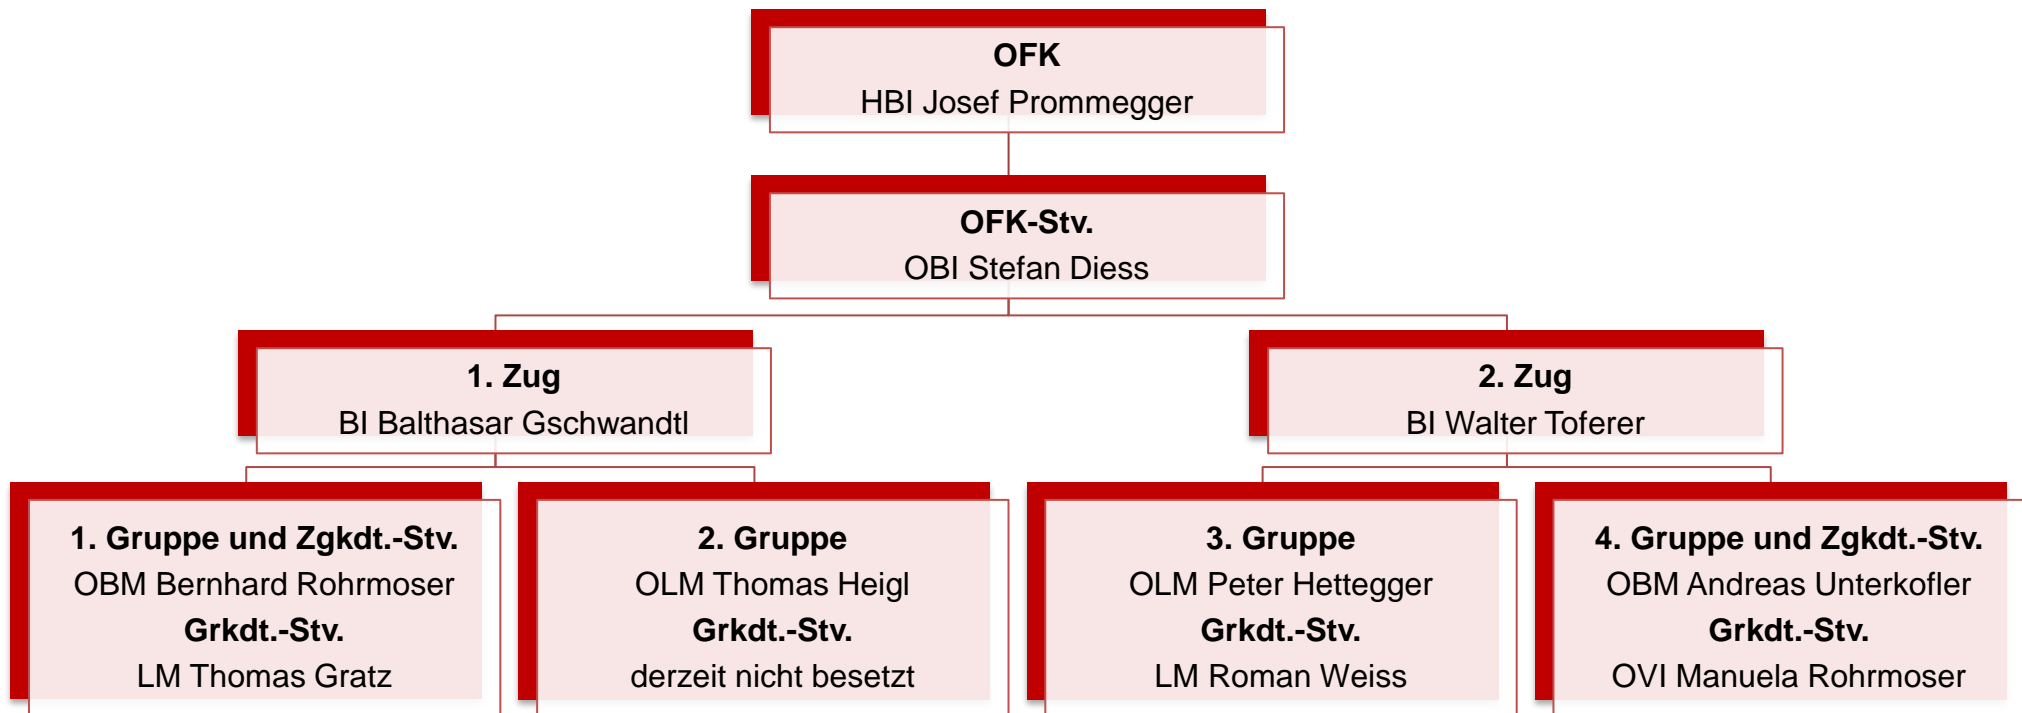 OFK
HBI Josef Prommegger
OFK-Stv.
OBI Stefan Diess
1. Zug
BI Balthasar Gschwandtl
2. Zug
BI Walter Toferer
1. Gruppe und Zgkdt.-Stv.
OBM Bernhard Rohrmoser
Grkdt.-Stv.
LM Thomas Gratz
2. Gruppe
OLM Thomas Heigl
Grkdt.-Stv.
derzeit nicht besetzt
3. Gruppe
OLM Peter Hettegger
Grkdt.-Stv.
LM Roman Weiss
4. Gruppe und Zgkdt.-Stv.
OBM Andreas Unterkofler
Grkdt.-Stv.
OVI Manuela Rohrmoser